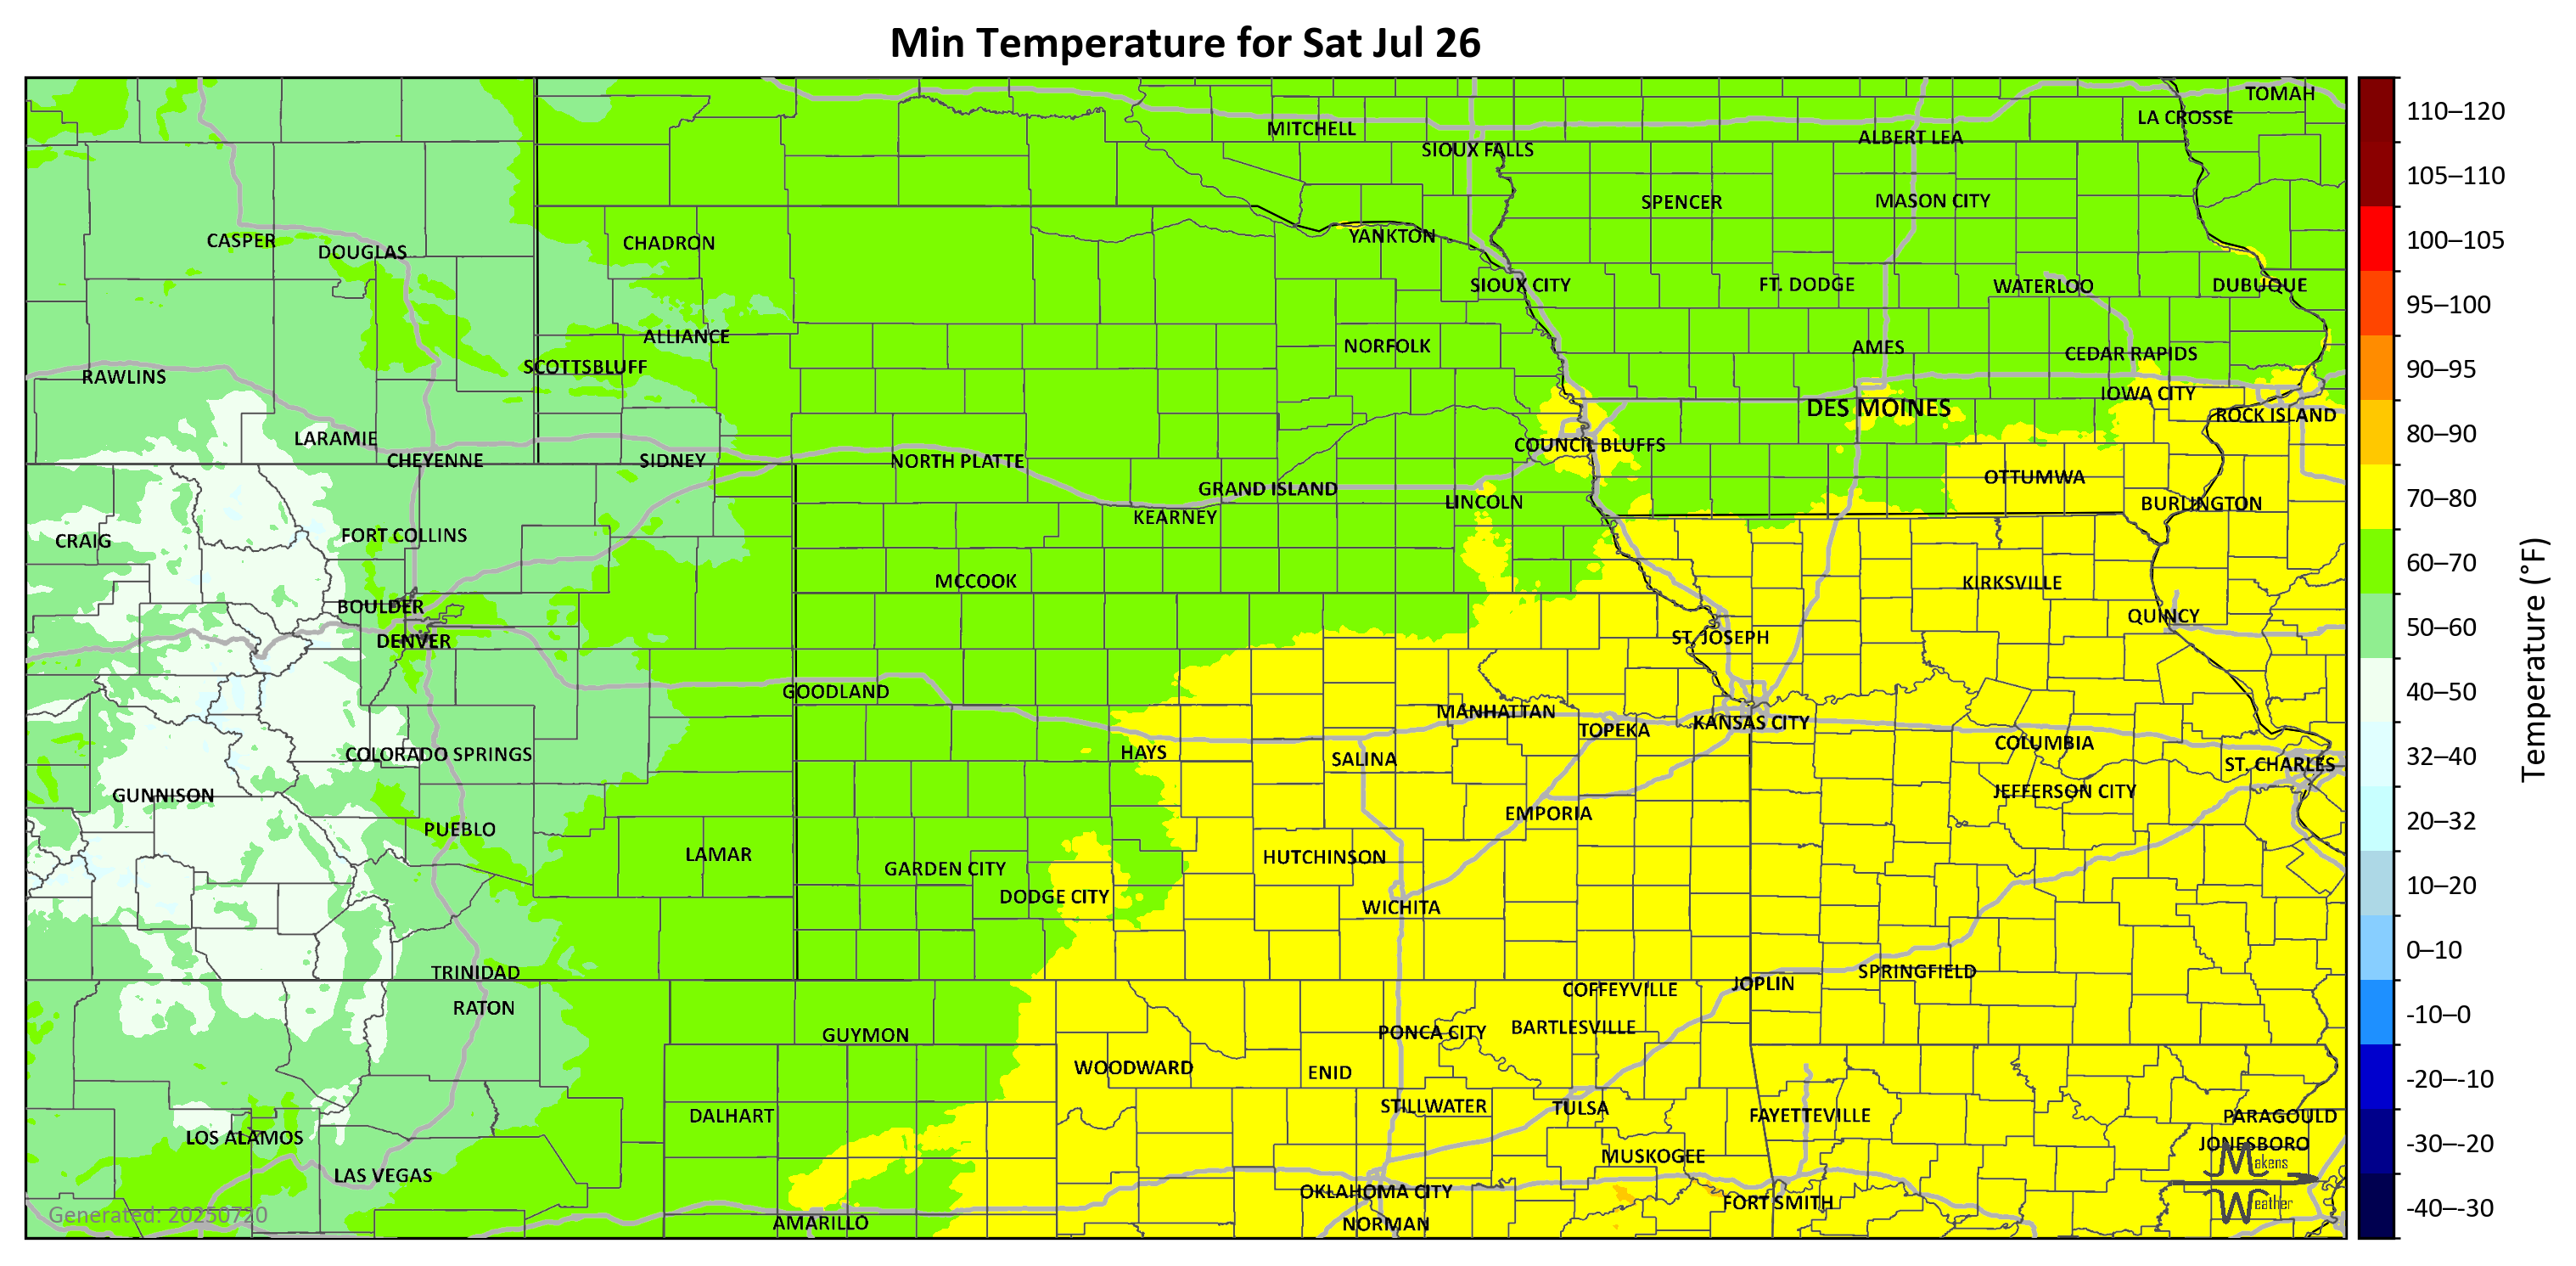 Min Temperature for Sat Jul 26
TOMAH
LA CROSSE
MITCHELL
ALBERT LEA
SIOUX FALLS
SPENCER
MASON CITY
CASPER
DOUGLAS
CHADRON
YANKTON
SIOUX CITY
FT. DODGE
WATERLOO
DUBUQUE
ALLIANCE
NORFOLK
AMES
CEDAR RAPIDS
SCOTTSBLUFF
RAWLINS
IOWA CITY
DES MOINES
ROCK ISLAND
LARAMIE
COUNCIL BLUFFS
CHEYENNE
SIDNEY
NORTH PLATTE
OTTUMWA
GRAND ISLAND
LINCOLN
BURLINGTON
KEARNEY
FORT COLLINS
CRAIG
MCCOOK
KIRKSVILLE
BOULDER
QUINCY
DENVER
ST. JOSEPH
GOODLAND
MANHATTAN
TOPEKA
KANSAS CITY
COLUMBIA
HAYS
COLORADO SPRINGS
SALINA
ST. CHARLES
GUNNISON
JEFFERSON CITY
EMPORIA
PUEBLO
LAMAR
HUTCHINSON
GARDEN CITY
DODGE CITY
WICHITA
TRINIDAD
SPRINGFIELD
JOPLIN
COFFEYVILLE
RATON
GUYMON
PONCA CITY
BARTLESVILLE
WOODWARD
ENID
DALHART
STILLWATER
TULSA
FAYETTEVILLE
PARAGOULD
LOS ALAMOS
JONESBORO
MUSKOGEE
LAS VEGAS
OKLAHOMA CITY
FORT SMITH
AMARILLO
NORMAN
Generated: 20250720
Makens
Weather
110−120
105−110
100−105
95−100
90−95
80−90
70−80
60−70
50−60
40−50
32−40
20−32
10−20
0−10
-10−0
-20−-10
-30−-20
-40−-30
Temperature (°F)